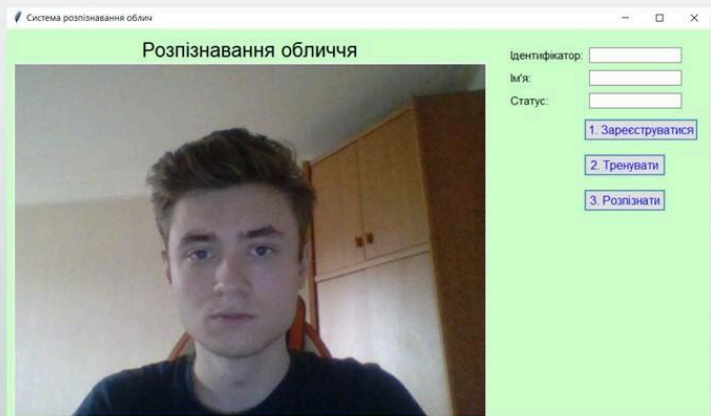 Система розпізнавання облич
Розпізнавання обличчя
Ідентифікатор:
Ім'я:
Статус:
1. Зареєструватися
2. Тренувати
3. Розпізнати